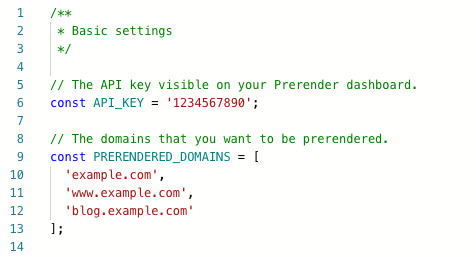 1 /**
2  * Basic settings
3  */
4
5 // The API key visible on your Prerender dashboard.
6 const API_KEY = '1234567890';
7
8 // The domains that you want to be prerendered.
9 const PRERENDERED_DOMAINS = [
10   'example.com',
11   'www.example.com',
12   'blog.example.com'
13 ];
14